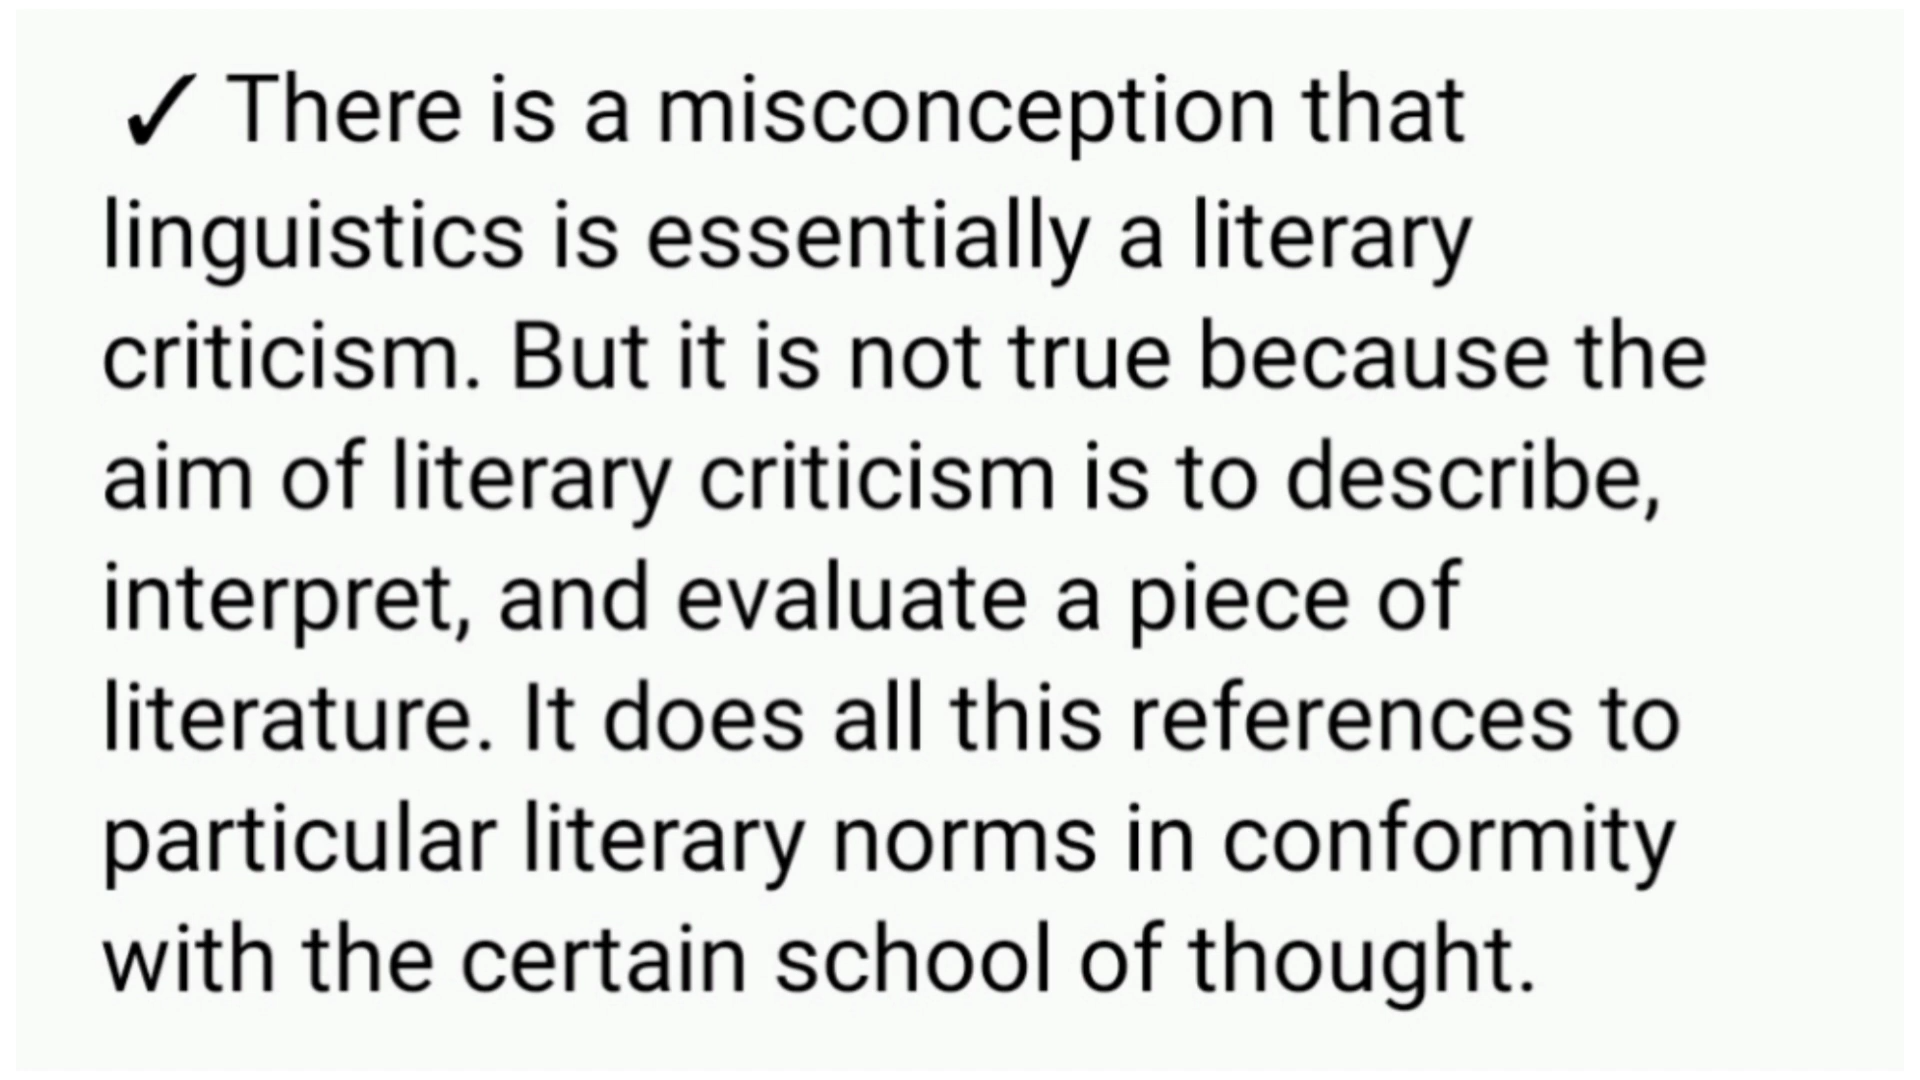 ✓ There is a misconception that
linguistics is essentially a literary
criticism. But it is not true because the
aim of literary criticism is to describe,
interpret, and evaluate a piece of
literature. It does all this references to
particular literary norms in conformity
with the certain school of thought.